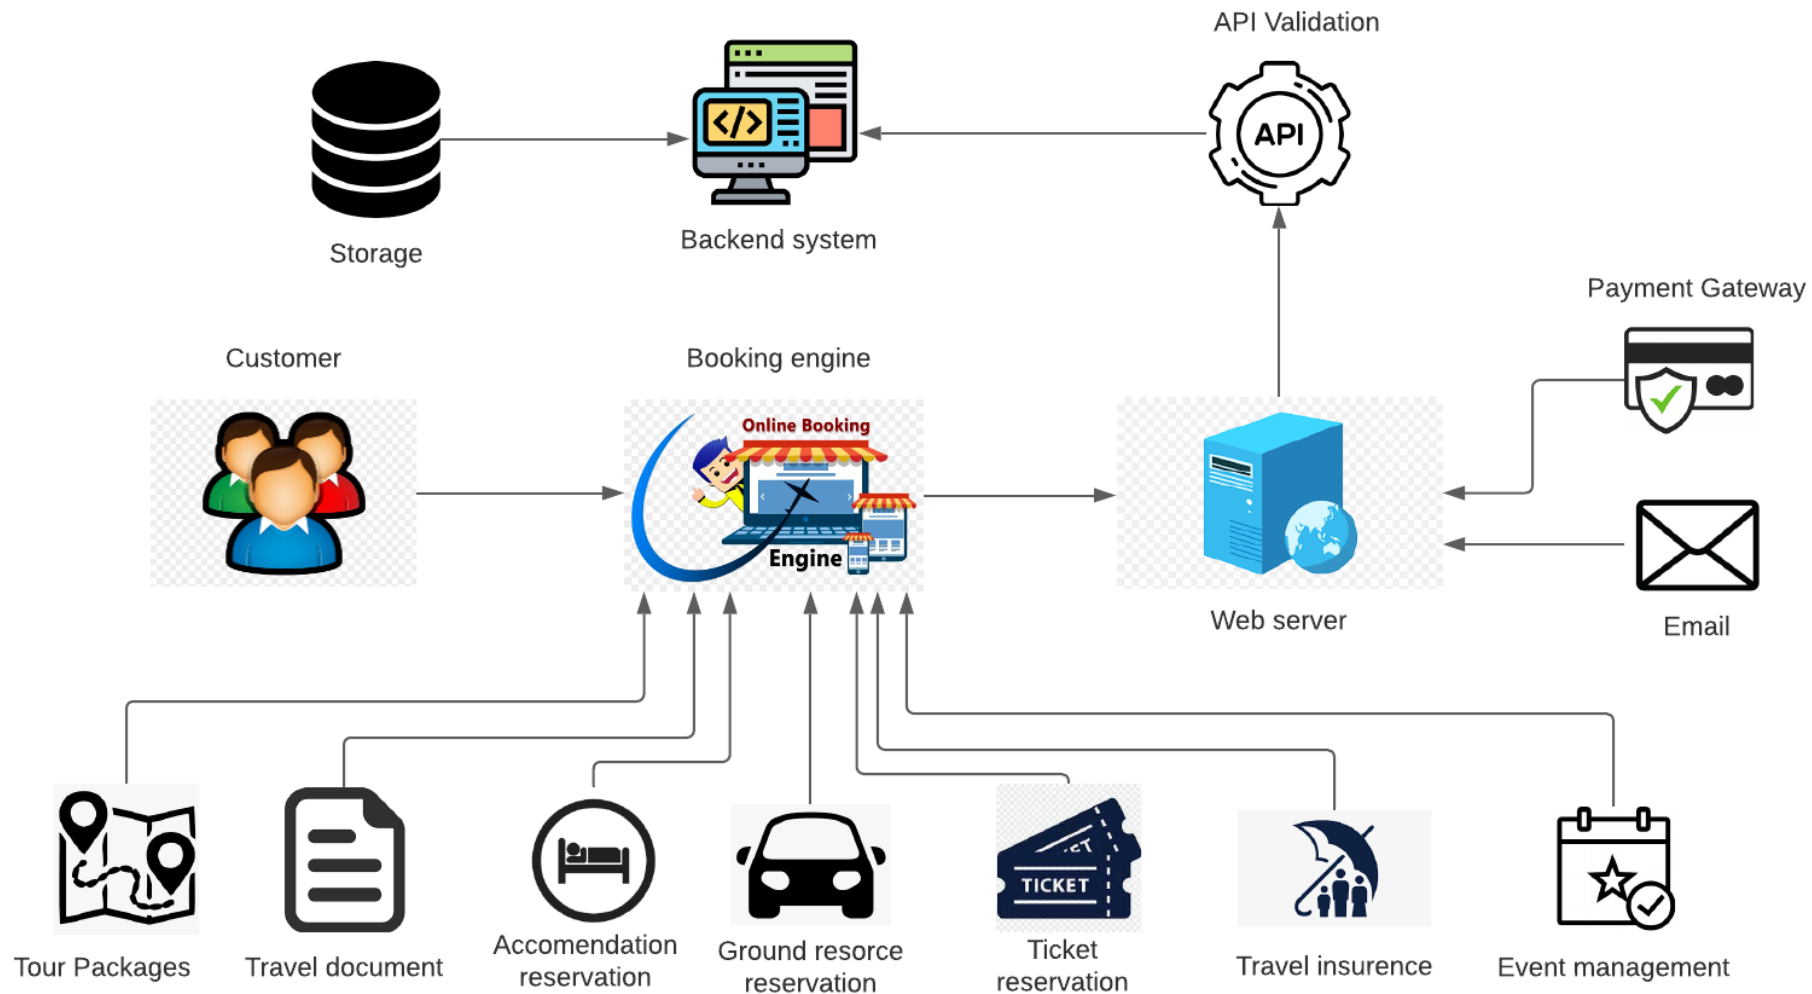 API Validation
API
</>
Storage
Backend system
Payment Gateway
Customer
Booking engine
Online Booking
Engine
Web server
Email
TICKET
Tour Packages
Travel document
Accomendation
reservation
Ground resorce
reservation
Ticket
reservation
Travel insurence
Event management